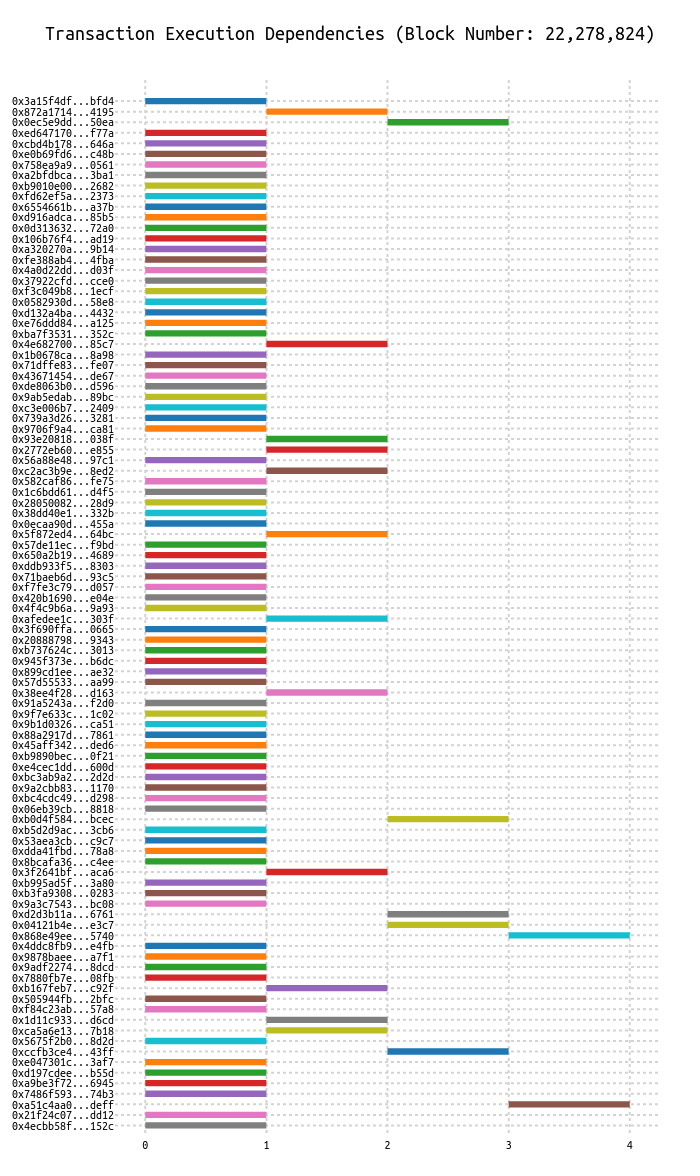 Transaction Execution Dependencies (Block Number: 22,278,824)
0x3a15f4df...bfd4
0x872a1714...4195
0x0ec5e9dd...50ea
0xed647170...f77a
0xcbd4b178...646a
0xe0b69fd6...c48b
0x758ea9a9...0561
0xa2bfdbca...3ba1
0xb9010e00...2682
0xfd62ef5a...2373
0x6554661b...a37b
0xd916adca...85b5
0x0d313632...72a0
0x106b76f4...ad19
0xa320270a...9b14
0xfe388ab4...4fba
0x4a0d22dd...d03f
0x37922cfd...cce0
0xf3c049b8...1ecf
0x0582930d...58e8
0xd132a4ba...4432
0xe76ddd84...a125
0xba7f3531...352c
0x4e682700...85c7
0x1b0678ca...8a98
0x71dffe83...fe07
0x43671454...de67
0xde8063b0...d596
0x9ab5edab...89bc
0xc3e006b7...2409
0x739a3d26...3281
0x9706f9a4...ca81
0x93e20818...038f
0x2772eb60...e855
0x56a88e48...97c1
0xc2ac3b9e...8ed2
0x582caf86...fe75
0x1c6bdd61...d4f5
0x28050082...28d9
0x38dd40e1...332b
0x0ecaa90d...455a
0x5f872ed4...64bc
0x57de11ec...f9bd
0x650a2b19...4689
0xddb933f5...8303
0x71baeb6d...93c5
0xf7fe3c79...d057
0x420b1690...e04e
0x4f4c9b6a...9a93
0xafedee1c...303f
0x3f690ffa...0665
0x20888798...9343
0xb737624c...3013
0x945f373e...b6dc
0x899cd1ee...ae32
0x57d55533...aa99
0x38ee4f28...d163
0x91a5243a...f2d0
0x9f7e633c...1c02
0x9b1d0326...ca51
0x88a2917d...7861
0x45aff342...ded6
0xb9890bec...0f21
0xe4cec1dd...600d
0xbc3ab9a2...2d2d
0x9a2cbb83...1170
0xbc4cdc49...d298
0x06eb39cb...8818
0xb0d4f584...bcec
0xb5d2d9ac...3cb6
0x53aea3cb...c9c7
0xdda41fbd...78a8
0x8bcafa36...c4ee
0x3f2641bf...aca6
0xb995ad5f...3a80
0xb3fa9308...0283
0x9a3c7543...bc08
0xd2d3b11a...6761
0x04121b4e...e3c7
0x868e49ee...5740
0x4ddc8fb9...e4fb
0x9878baee...a7f1
0x9adf2274...8dcd
0x7880fb7e...08fb
0xb167feb7...c92f
0x505944fb...2bfc
0xf84c23ab...57a8
0x1d11c933...d6cd
0xca5a6e13...7b18
0x5675f2b0...8d2d
0xccfb3ce4...43ff
0xe047301c...3af7
0xd197cdee...b55d
0xa9be3f72...6945
0x7486f593...74b3
0xa51c4aa0...deff
0x21f24c07...dd12
0x4ecbb58f...152c
0 1 2 3 4